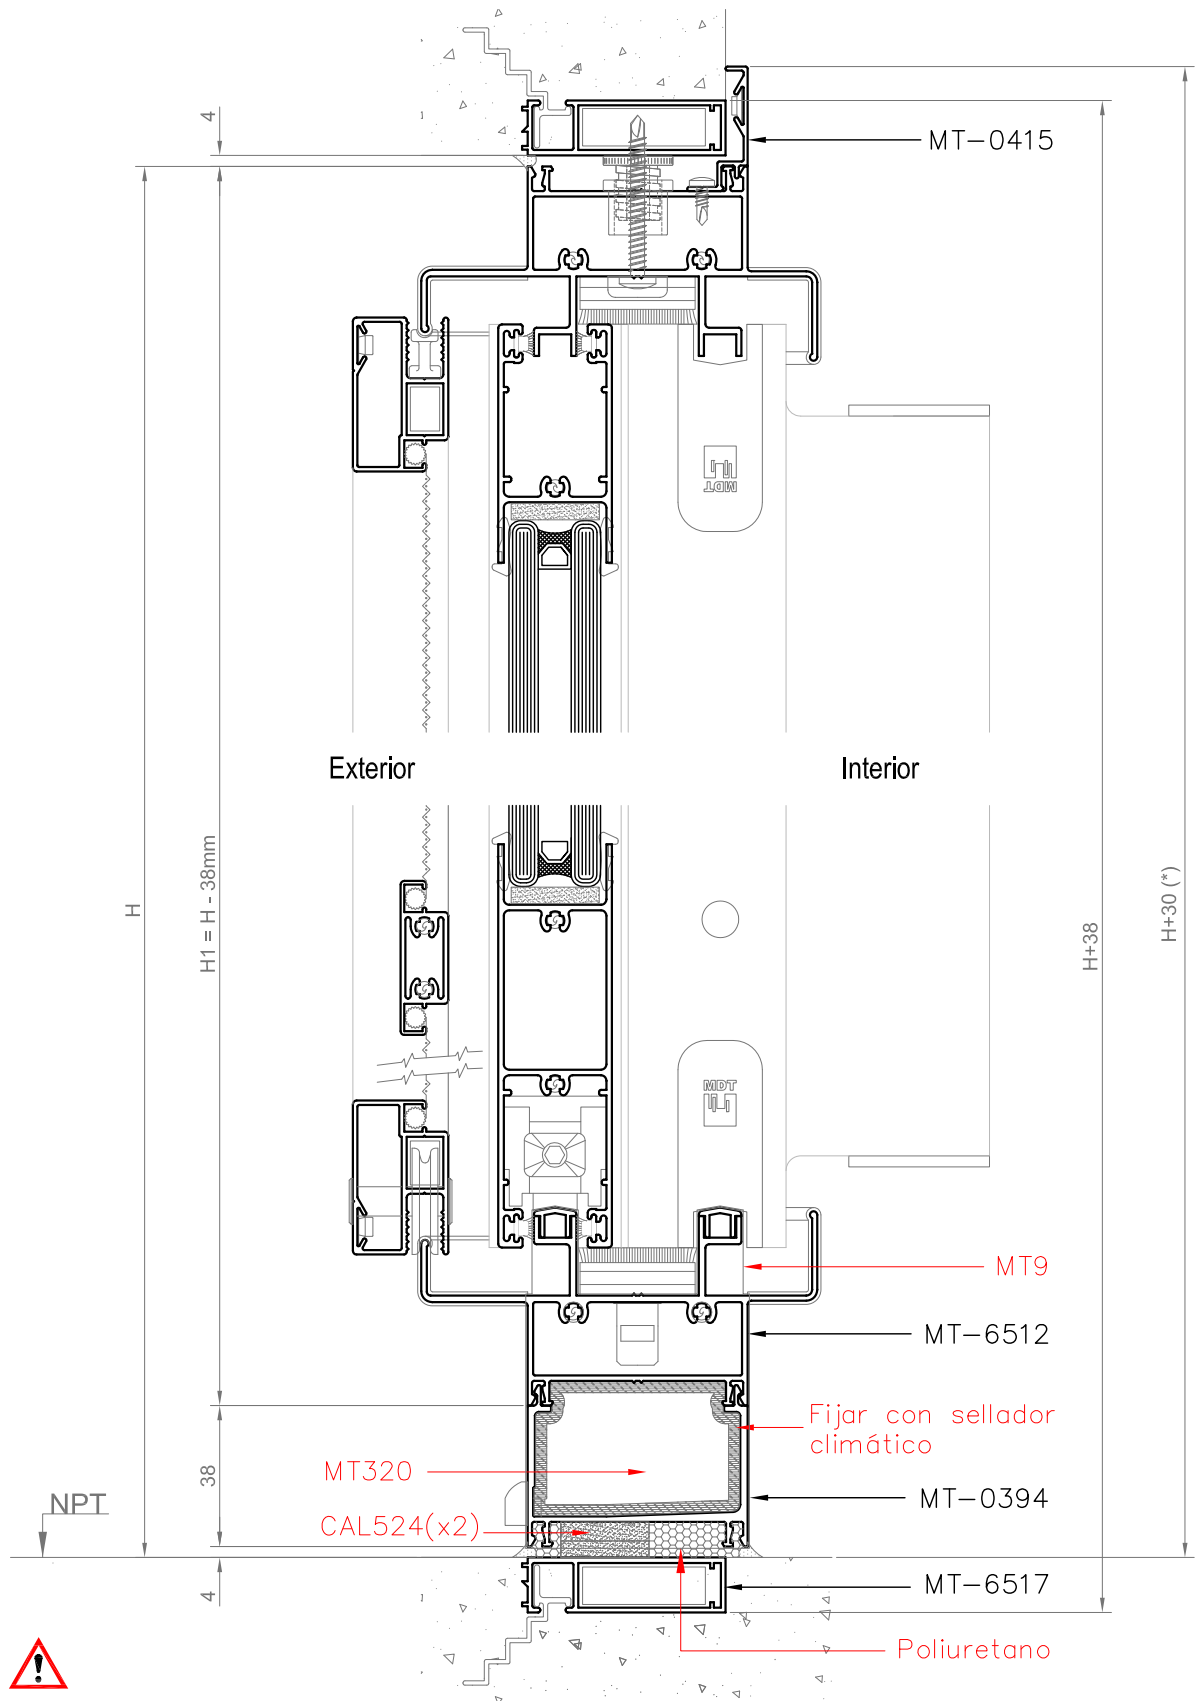 4
MT-0415
MDT
Exterior
Interior
H
H1 = H - 38mm
H+38
H+30 (*)
MDT
MT9
MT-6512
Fijar con sellador
climático
MT320
38
NPT
MT-0394
CAL524(x2)
4
MT-6517
Poliuretano
!